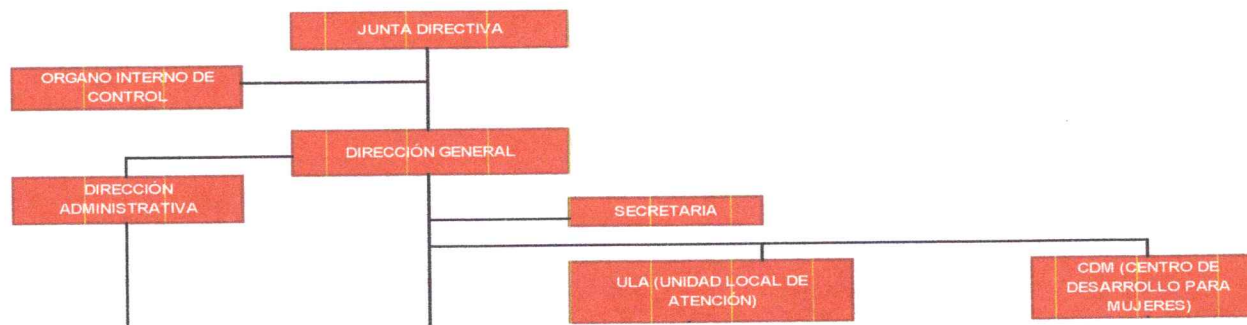 JUNTA DIRECTIVA
ORGANO INTERNO DE
CONTROL
DIRECCIÓN GENERAL
DIRECCIÓN
ADMINISTRATIVA
SECRETARIA
ULA (UNIDAD LOCAL DE
ATENCIÓN)
CDM (CENTRO DE
DESARROLLO PARA
MUJERES)